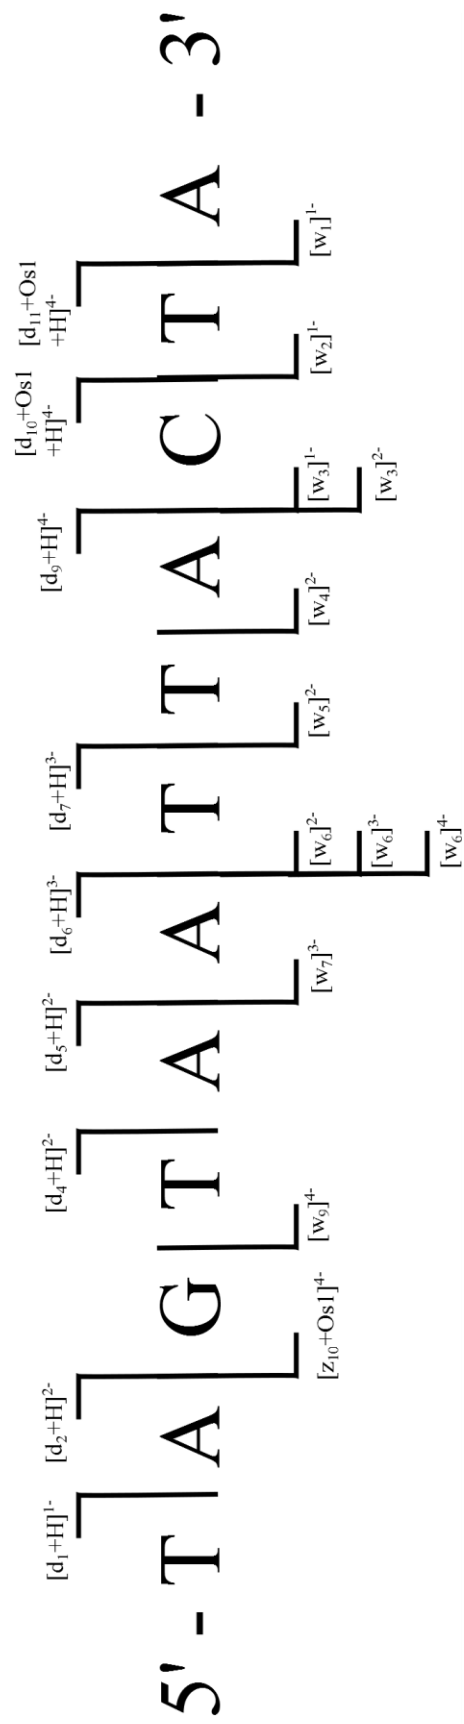 [d₁+H]¹⁻
[d₂+H]²⁻
[d₄+H]²⁻
[d₅+H]²⁻
[d₆+H]³⁻
[d₇+H]³⁻
[d₉+H]⁴⁻
[d₁₀+Os1
+H]⁴⁻
[d₁₁+Os1
+H]⁴⁻
5' - T A G T A A T T A C T A - 3'
[z₁₀+Os1]⁴⁻
[w₉]⁴⁻
[w₇]³⁻
[w₆]²⁻
[w₆]³⁻
[w₆]⁴⁻
[w₅]²⁻
[w₄]²⁻
[w₃]¹⁻
[w₃]²⁻
[w₂]¹⁻
[w₁]¹⁻